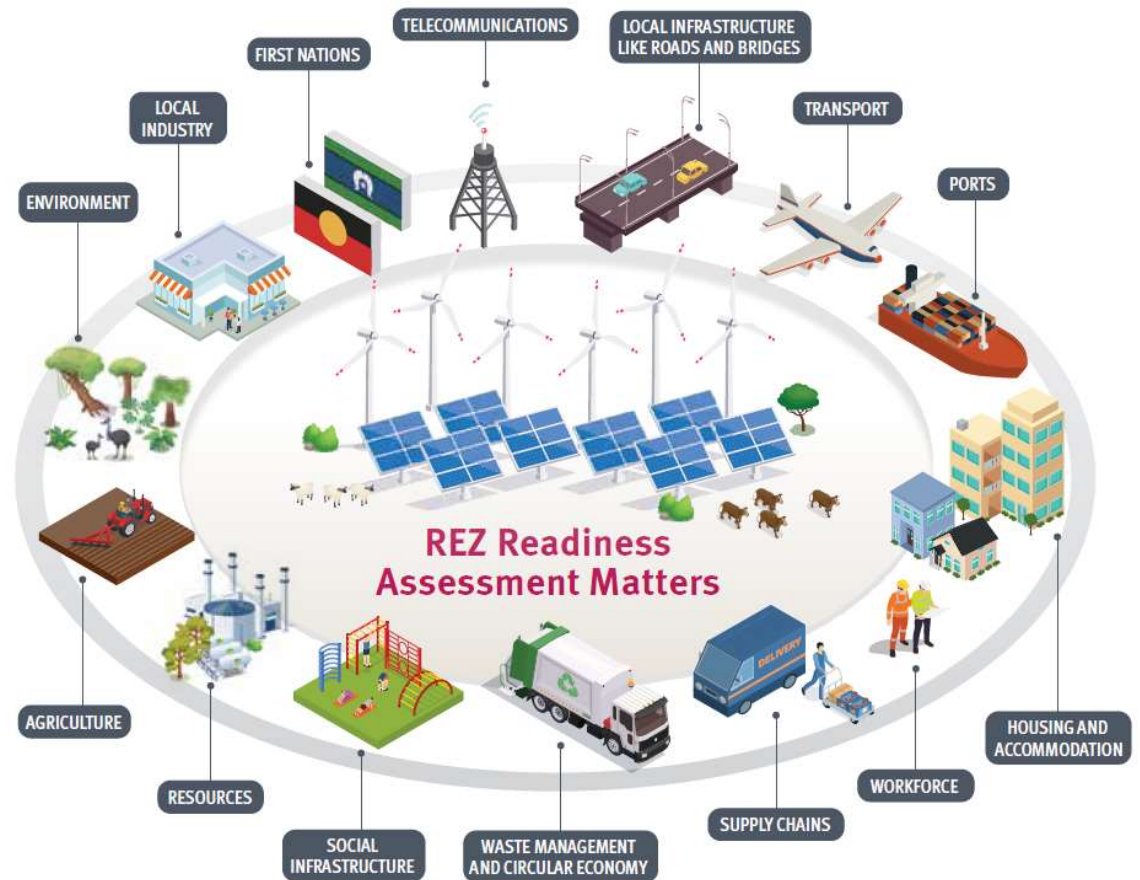 TELECOMMUNICATIONS
LOCAL INFRASTRUCTURE
LIKE ROADS AND BRIDGES
FIRST NATIONS
TRANSPORT
LOCAL
INDUSTRY
PORTS
ENVIRONMENT
REZ Readiness
Assessment Matters
DELIVERY
AGRICULTURE
HOUSING AND
ACCOMMODATION
RESOURCES
WORKFORCE
SUPPLY CHAINS
SOCIAL
INFRASTRUCTURE
WASTE MANAGEMENT
AND CIRCULAR ECONOMY